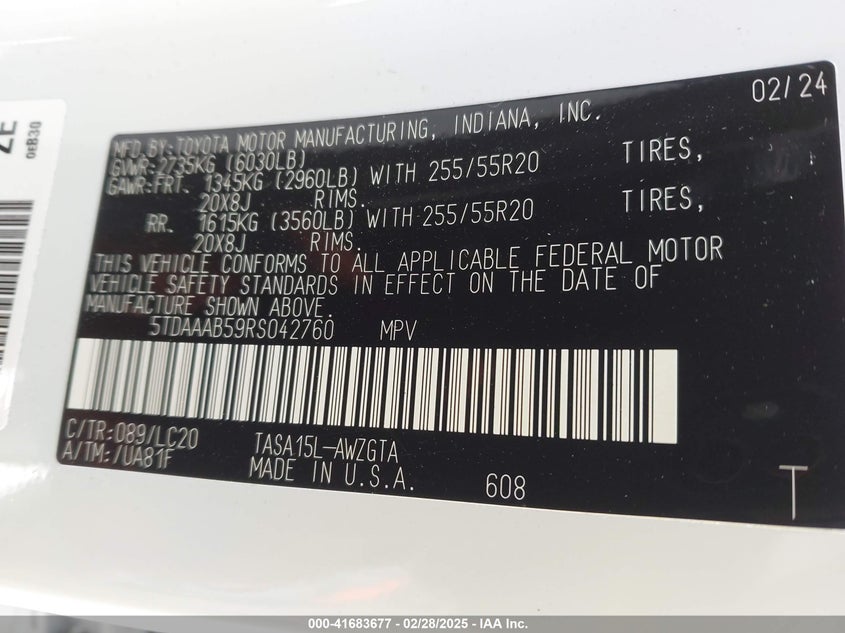 2E
0EB30
02/24
MFD.BY:TOYOTA MOTOR MANUFACTURING, INDIANA, INC.
GVWR:2735KG (6030LB)
GAWR:FRT. 1345KG (2960LB) WITH 255/55R20 TIRES,
20X8J RIMS.
RR. 1615KG (3560LB) WITH 255/55R20 TIRES,
20X8J RIMS.
THIS VEHICLE CONFORMS TO ALL APPLICABLE FEDERAL MOTOR
VEHICLE SAFETY STANDARDS IN EFFECT ON THE DATE OF
MANUFACTURE SHOWN ABOVE.
5TDAAAB59RS042760 MPV
C/TR:089/LC20 TASA15L-AWZGTA
A/TM:/UA81F MADE IN U.S.A. 608
T
000-41683677 - 02/28/2025 - IAA Inc.